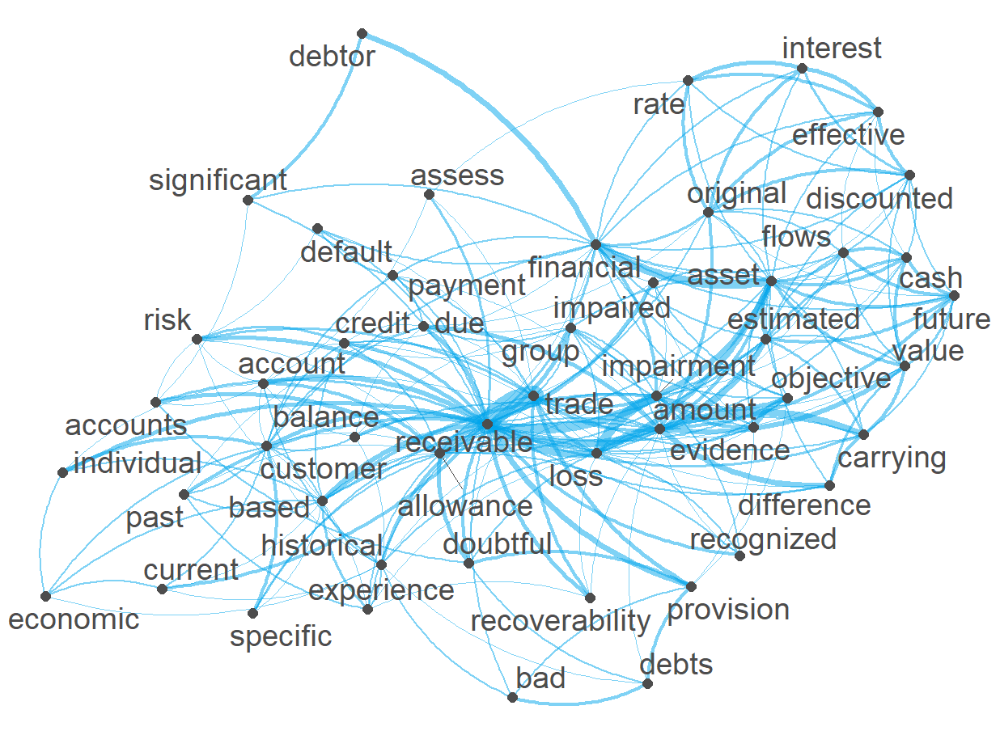 interest
debtor
rate
effective
significant
assess
original
discounted
flows
default
financial
asset
cash
payment
impaired
estimated
future
risk
credit
due
group
value
account
impairment
objective
trade
amount
accounts
balance
receivable
evidence
carrying
individual
customer
loss
past
based
allowance
difference
historical
doubtful
recognized
current
experience
recoverability
provision
economic
specific
debts
bad